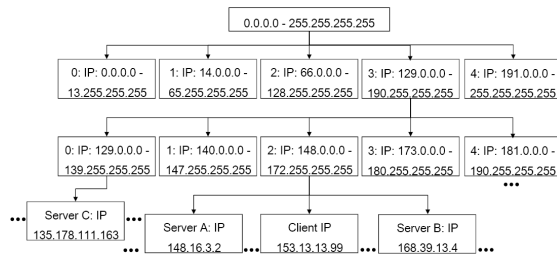 0.0.0.0 - 255.255.255.255
0: IP: 0.0.0.0 -
13.255.255.255
1: IP: 14.0.0.0 -
65.255.255.255
2: IP: 66.0.0.0 -
128.255.255.255
3: IP: 129.0.0.0 -
190.255.255.255
4: IP: 191.0.0.0 -
255.255.255.255
0: IP: 129.0.0.0 -
139.255.255.255
1: IP: 140.0.0.0 -
147.255.255.255
2: IP: 148.0.0.0 -
172.255.255.255
3: IP: 173.0.0.0 -
180.255.255.255
4: IP: 181.0.0.0 -
190.255.255.255
Server C: IP
135.178.111.163
Server A: IP
148.16.3.2
Client IP
153.13.13.99
Server B: IP
168.39.13.4